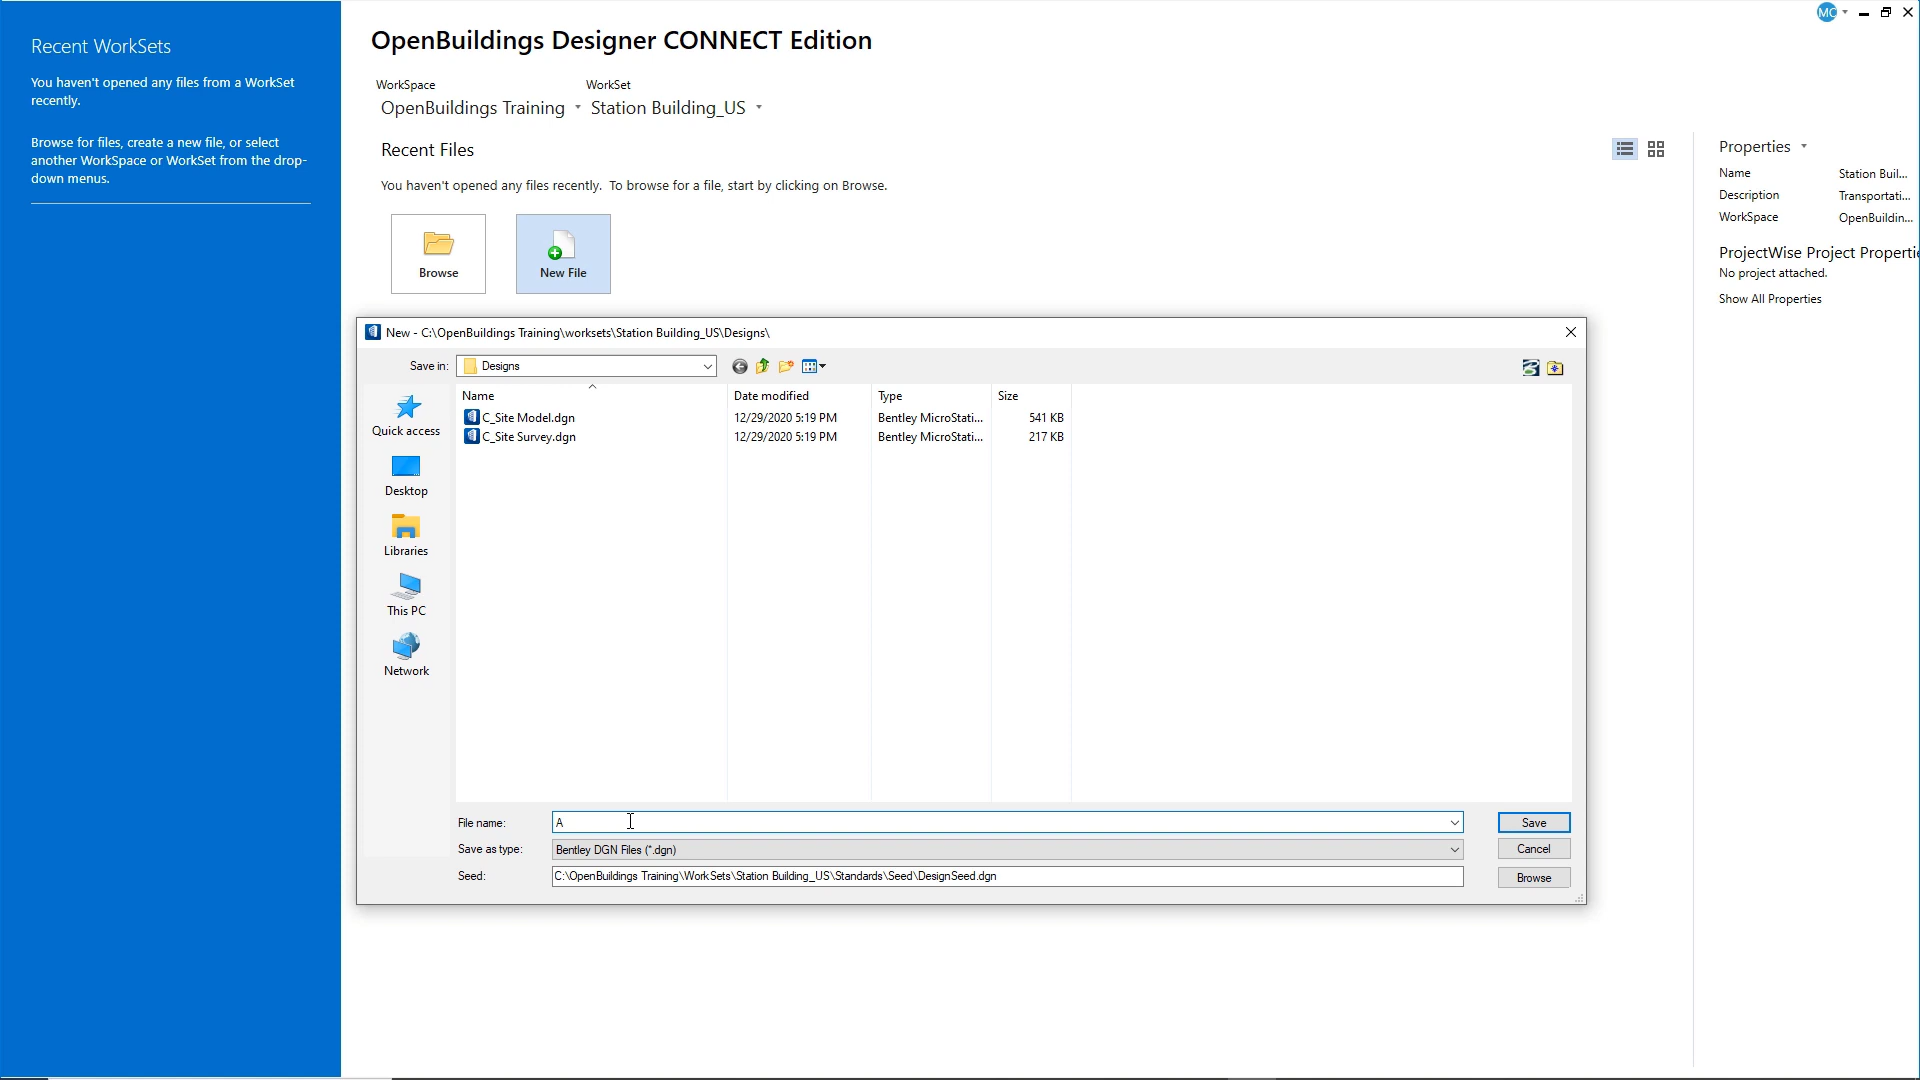 Recent WorkSets
You haven't opened any files from a WorkSet
recently.
Browse for files, create a new file, or select
another WorkSpace or WorkSet from the drop-
down menus.
OpenBuildings Designer CONNECT Edition
MC
WorkSpace WorkSet
OpenBuildings Training Station Building_US
Recent Files
You haven't opened any files recently. To browse for a file, start by clicking on Browse.
Browse
New File
Properties
Name Station Buil...
Description Transportati...
WorkSpace OpenBuildin...
ProjectWise Project Properti
No project attached.
Show All Properties
New - C:\OpenBuildings Training\worksets\Station Building_US\Designs\
Save in: Designs
Quick access
Desktop
Libraries
This PC
Network
Name Date modified Type Size
C_Site Model.dgn 12/29/2020 5:19 PM Bentley MicroStati... 541 KB
C_Site Survey.dgn 12/29/2020 5:19 PM Bentley MicroStati... 217 KB
File name: A Save
Save as type: Bentley DGN Files (*.dgn) Cancel
Seed: C:\OpenBuildings Training\WorkSets\Station Building_US\Standards\Seed\DesignSeed.dgn Browse